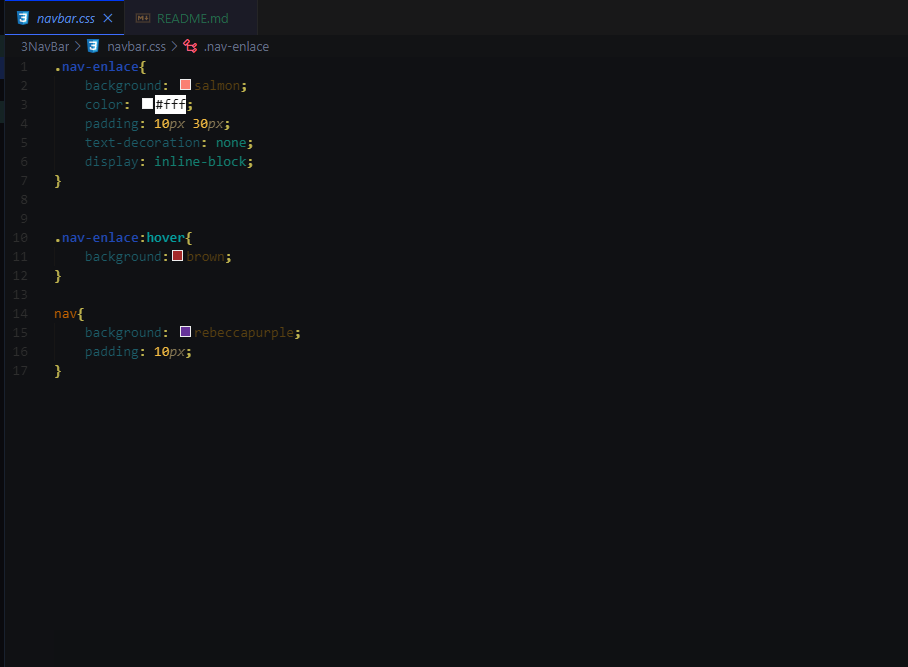 navbar.css
README.md
3NavBar > navbar.css > .nav-enlace
1 .nav-enlace{
2 background: salmon;
3 color: #fff;
4 padding: 10px 30px;
5 text-decoration: none;
6 display: inline-block;
7 }
8
9
10 .nav-enlace:hover{
11 background: brown;
12 }
13
14 nav{
15 background: rebeccapurple;
16 padding: 10px;
17 }